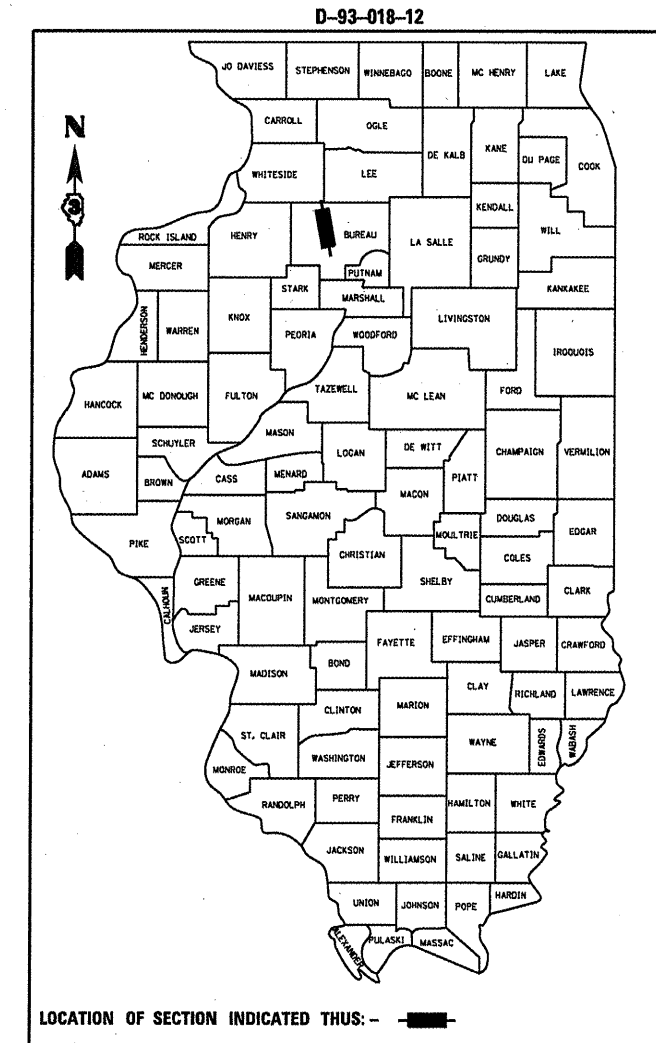 D-93-018-12
JO DAVIESS STEPHENSON WINNEBAGO BOONE MC HENRY LAKE
CARROLL OGLE
DE KALB KANE DU PAGE COOK
WHITESIDE LEE
KENDALL
ROCK ISLAND HENRY BUREAU LA SALLE WILL
N
3
MERCER PUTNAM GRUNDY
STARK MARSHALL KANKAKEE
HENDERSON WARREN KNOX PEORIA WOODFORD LIVINGSTON IROQUOIS
HANCOCK MC DONOUGH FULTON TAZEWELL MC LEAN FORD
SCHUYLER MASON LOGAN DE WITT CHAMPAIGN VERMILION
ADAMS BROWN CASS MENARD MACON PIATT
PIKE SCOTT MORGAN SANGAMON CHRISTIAN MOULTRIE DOUGLAS EDGAR
COLES
CALHOUN GREENE MACOUPIN MONTGOMERY SHELBY CUMBERLAND CLARK
JERSEY FAYETTE EFFINGHAM JASPER CRAWFORD
MADISON BOND
CLINTON MARION CLAY RICHLAND LAWRENCE
ST. CLAIR WAYNE EDWARDS WABASH
MONROE WASHINGTON JEFFERSON
RANDOLPH PERRY FRANKLIN HAMILTON WHITE
JACKSON WILLIAMSON SALINE GALLATIN
UNION JOHNSON POPE HARDIN
ALEXANDER PULASKI MASSAC
LOCATION OF SECTION INDICATED THUS: -